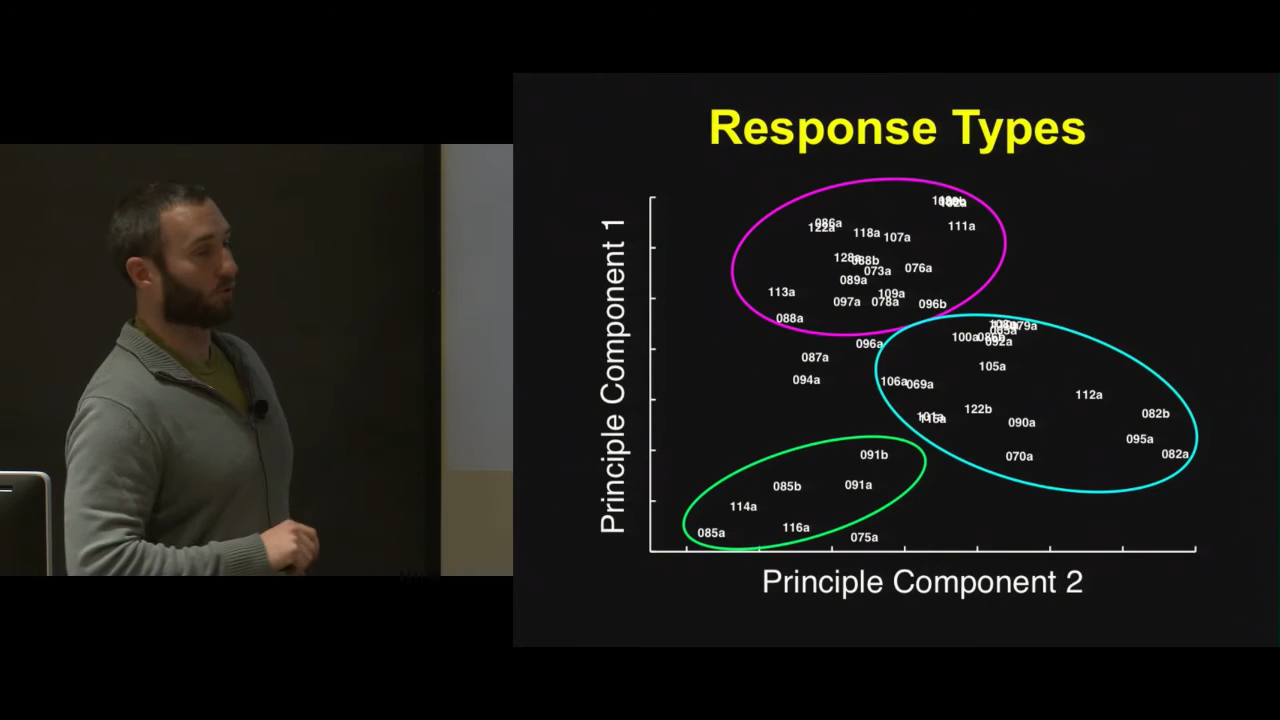 Response Types
Principle Component 1
111a
086a
122a
118a
107a
128a
088b
073a
076a
089a
113a
109a
097a
078a
096b
088a
079a
100a
092a
096a
087a
105a
094a
106a
069a
112a
122b
082b
090a
095a
091b
070a
082a
085b
091a
114a
085a
116a
075a
Principle Component 2